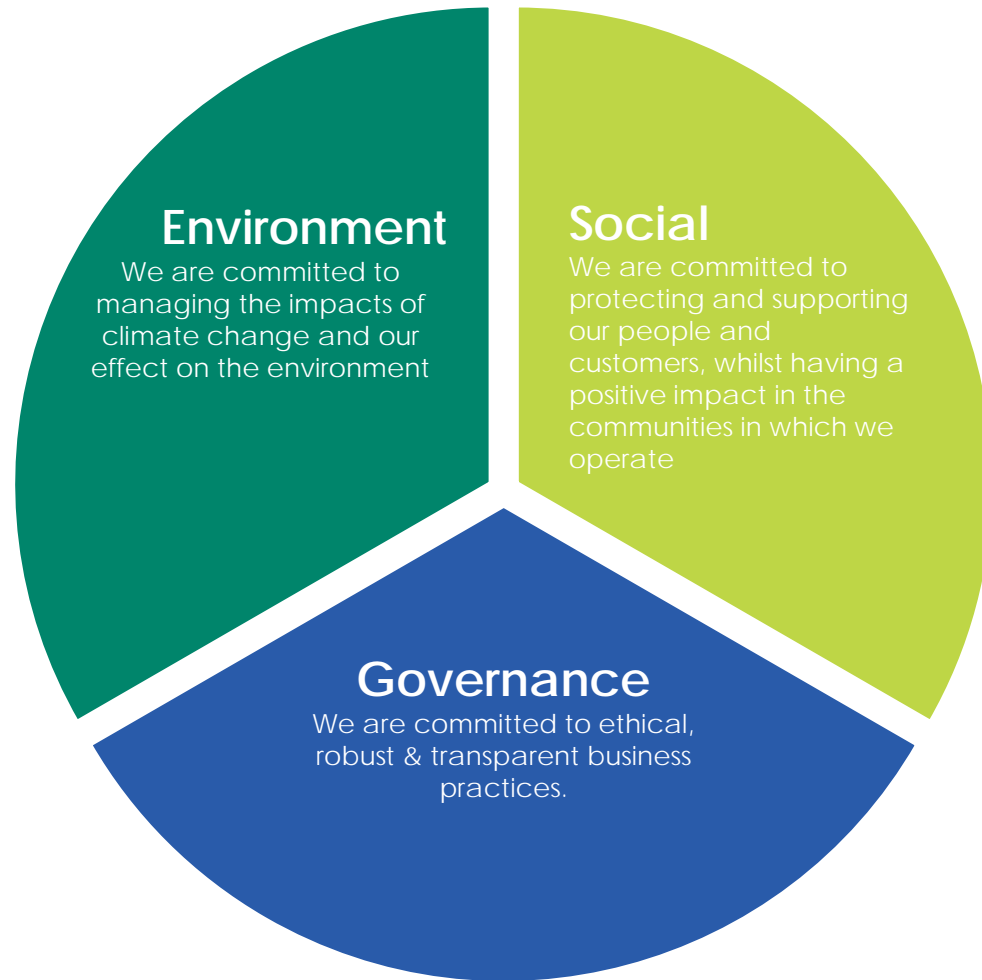 Environment
We are committed to
managing the impacts of
climate change and our
effect on the environment
Social
We are committed to
protecting and supporting
our people and
customers, whilst having a
positive impact in the
communities in which we
operate
Governance
We are committed to ethical,
robust & transparent business
practices.